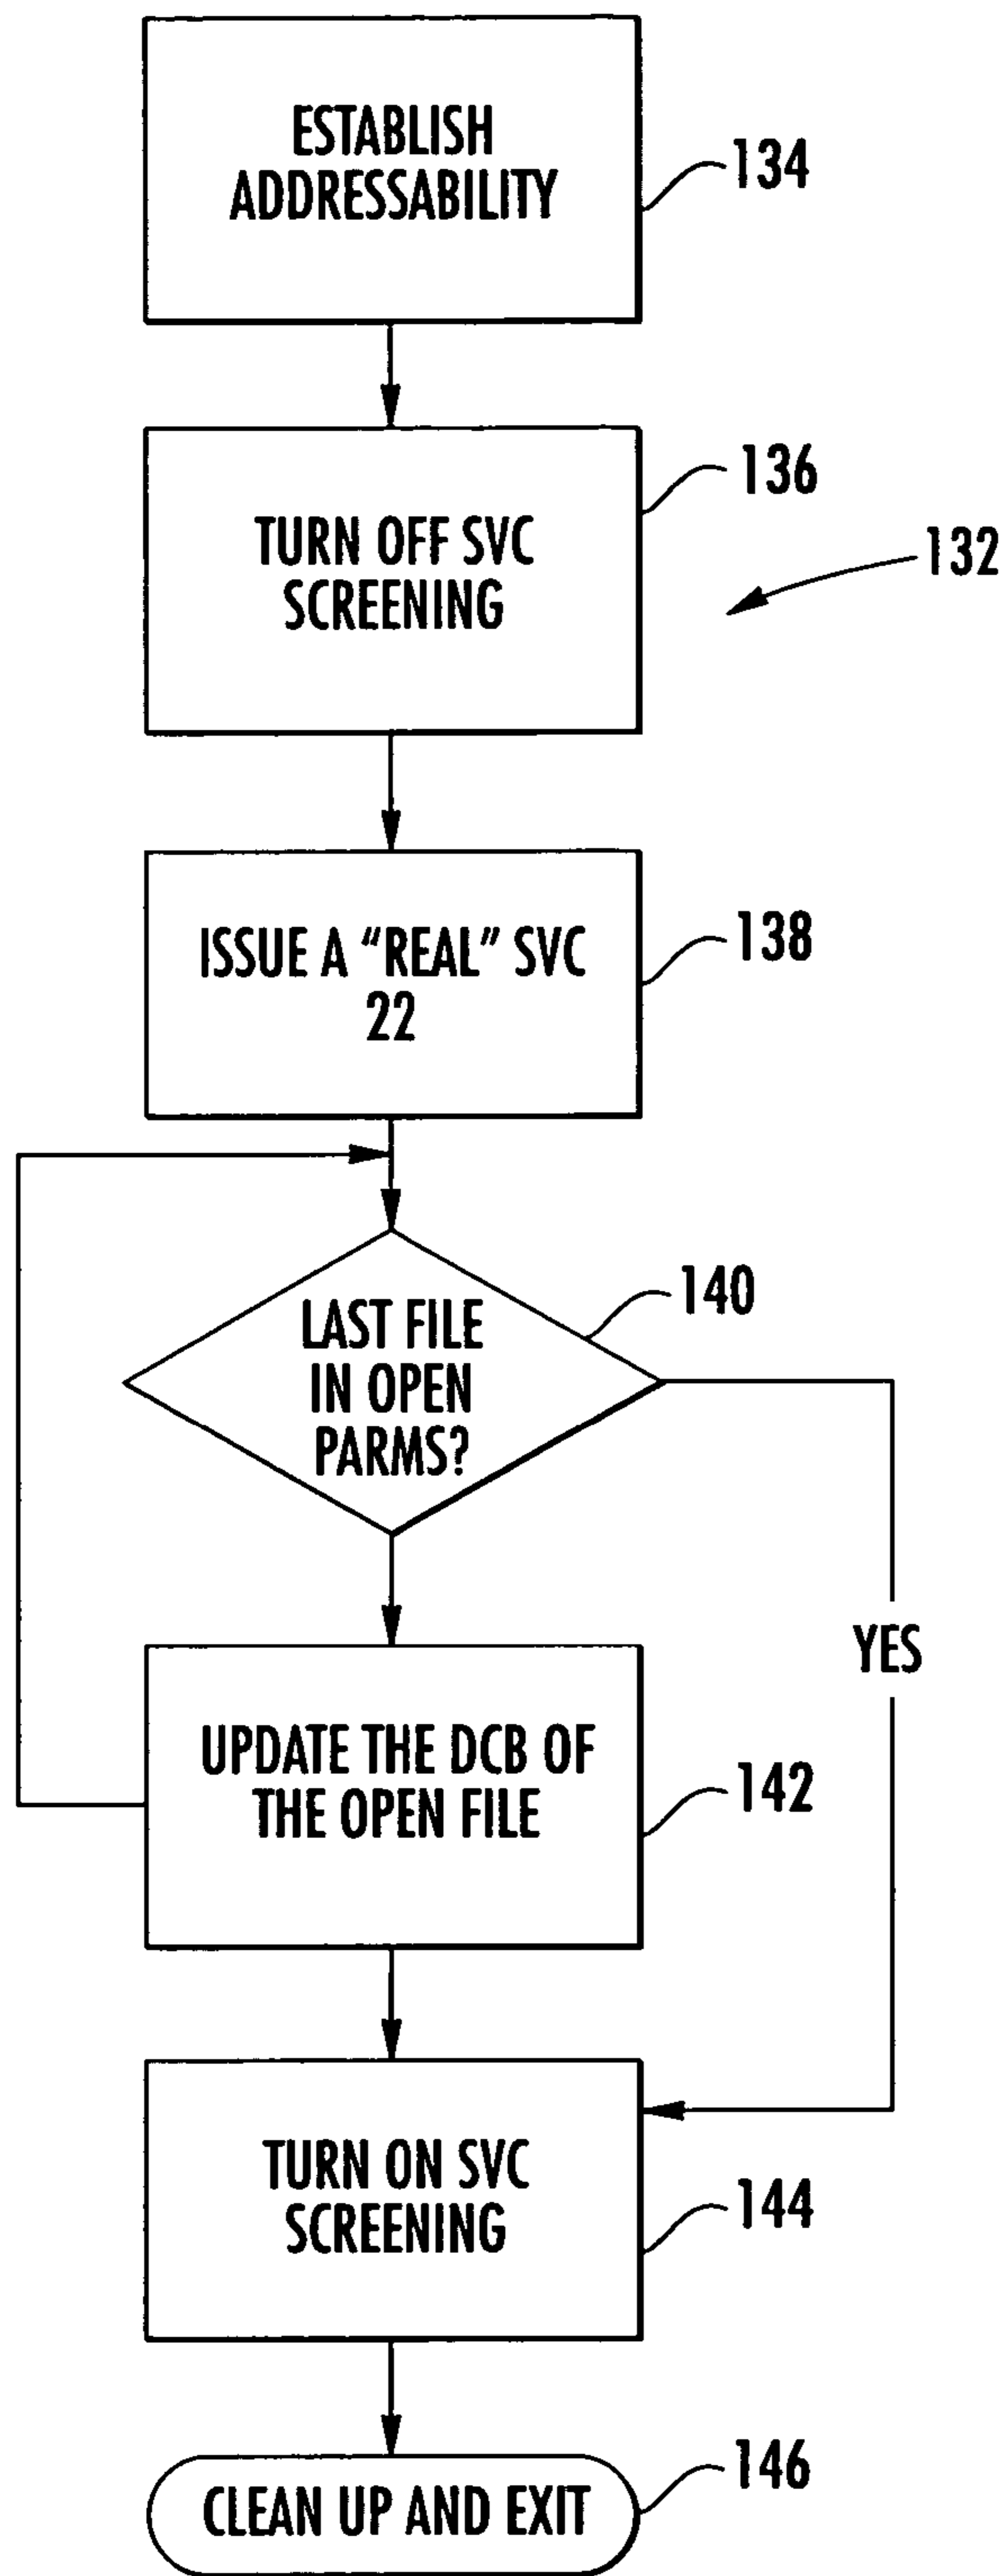 ESTABLISH
ADDRESSABILITY
134
TURN OFF SVC
SCREENING
136
132
ISSUE A “REAL” SVC
22
138
LAST FILE
IN OPEN
PARMS?
140
YES
UPDATE THE DCB OF
THE OPEN FILE
142
TURN ON SVC
SCREENING
144
CLEAN UP AND EXIT
146